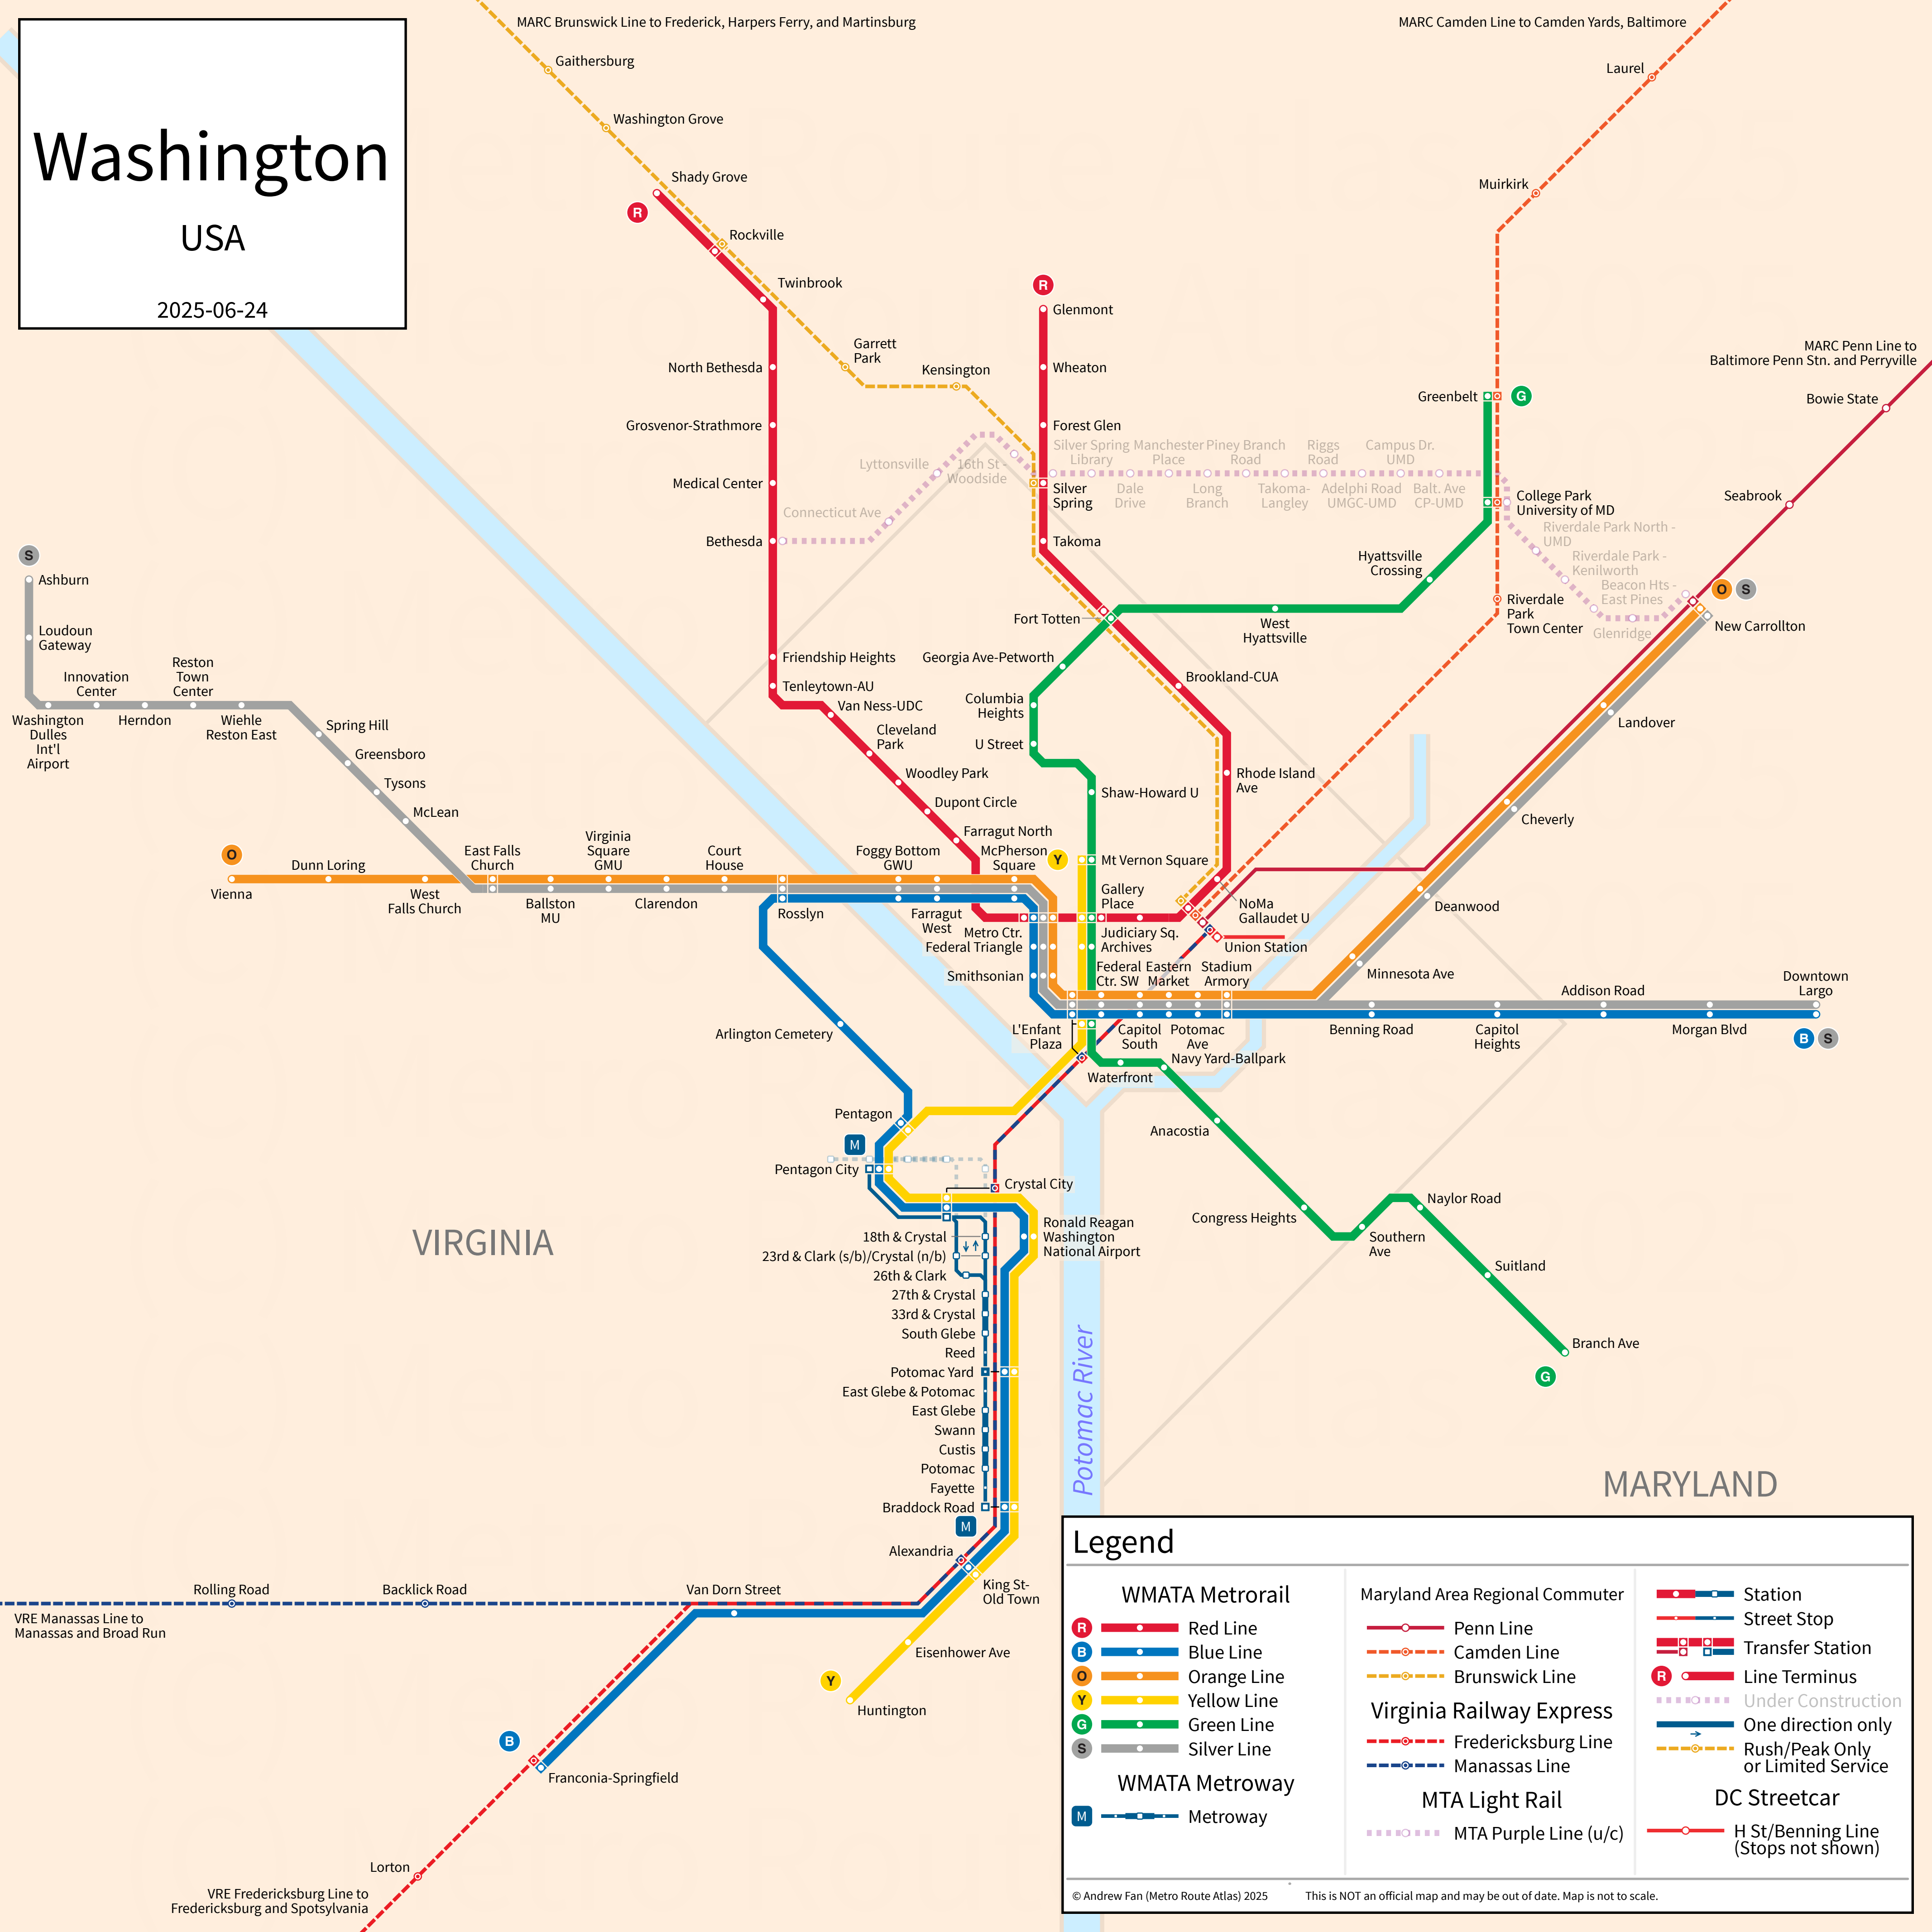 Washington
USA
2025-06-24
MARC Brunswick Line to Frederick, Harpers Ferry, and Martinsburg
MARC Camden Line to Camden Yards, Baltimore
Gaithersburg
Laurel
Washington Grove
Shady Grove
R
Muirkirk
Rockville
Twinbrook
R
Glenmont
Garrett
Park
Kensington
North Bethesda
Wheaton
MARC Penn Line to
Baltimore Penn Stn. and Perryville
Greenbelt
G
Bowie State
Grosvenor-Strathmore
Forest Glen
Lyttonsville
16th St -
Woodside
Silver Spring
Library
Manchester
Place
Piney Branch
Road
Riggs
Road
Campus Dr.
UMD
Medical Center
Silver
Spring
Dale
Drive
Long
Branch
Takoma-
Langley
Adelphi Road
UMGC-UMD
Balt. Ave
CP-UMD
College Park
University of MD
Seabrook
Connecticut Ave
Bethesda
Takoma
Riverdale Park North -
UMD
Riverdale Park -
Kenilworth
Beacon Hts -
East Pines
Glenridge
Hyattsville
Crossing
S
Ashburn
O
S
New Carrollton
Riverdale
Park
Town Center
Fort Totten
West
Hyattsville
Loudoun
Gateway
Innovation
Center
Reston
Town
Center
Friendship Heights
Georgia Ave-Petworth
Tenleytown-AU
Brookland-CUA
Washington
Dulles
Int'l
Airport
Herndon
Wiehle
Reston East
Van Ness-UDC
Columbia
Heights
Landover
Spring Hill
Greensboro
Tysons
McLean
Cleveland
Park
U Street
Woodley Park
Dupont Circle
Farragut North
Shaw-Howard U
Rhode Island
Ave
Cheverly
O
Vienna
Dunn Loring
West
Falls Church
East Falls
Church
Ballston
MU
Virginia
Square
GMU
Clarendon
Court
House
Rosslyn
Foggy Bottom
GWU
Farragut
West
McPherson
Square
Y
Mt Vernon Square
Gallery
Place
NoMa
Gallaudet U
Deanwood
Metro Ctr.
Judiciary Sq.
Federal Triangle
Archives
Union Station
Smithsonian
Federal
Ctr. SW
Eastern
Market
Stadium
Armory
Minnesota Ave
Addison Road
Downtown
Largo
Arlington Cemetery
L'Enfant
Plaza
Capitol
South
Potomac
Ave
Benning Road
Capitol
Heights
Morgan Blvd
B
S
Navy Yard-Ballpark
Waterfront
Pentagon
Anacostia
M
Pentagon City
Crystal City
Congress Heights
Naylor Road
Southern
Ave
VIRGINIA
Ronald Reagan
Washington
National Airport
18th & Crystal
23rd & Clark (s/b)/Crystal (n/b)
26th & Clark
27th & Crystal
33rd & Crystal
South Glebe
Reed
Potomac Yard
East Glebe & Potomac
East Glebe
Swann
Custis
Potomac
Fayette
Braddock Road
M
Suitland
Branch Ave
G
Potomac River
MARYLAND
Alexandria
King St-
Old Town
Rolling Road
Backlick Road
Van Dorn Street
VRE Manassas Line to
Manassas and Broad Run
Eisenhower Ave
Y
Huntington
B
Franconia-Springfield
Lorton
VRE Fredericksburg Line to
Fredericksburg and Spotsylvania
Legend
WMATA Metrorail
R Red Line
B Blue Line
O Orange Line
Y Yellow Line
G Green Line
S Silver Line
WMATA Metroway
M Metroway
Maryland Area Regional Commuter
Penn Line
Camden Line
Brunswick Line
Virginia Railway Express
Fredericksburg Line
Manassas Line
MTA Light Rail
MTA Purple Line (u/c)
Station
Street Stop
Transfer Station
R Line Terminus
Under Construction
One direction only
Rush/Peak Only
or Limited Service
DC Streetcar
H St/Benning Line
(Stops not shown)
© Andrew Fan (Metro Route Atlas) 2025
This is NOT an official map and may be out of date. Map is not to scale.